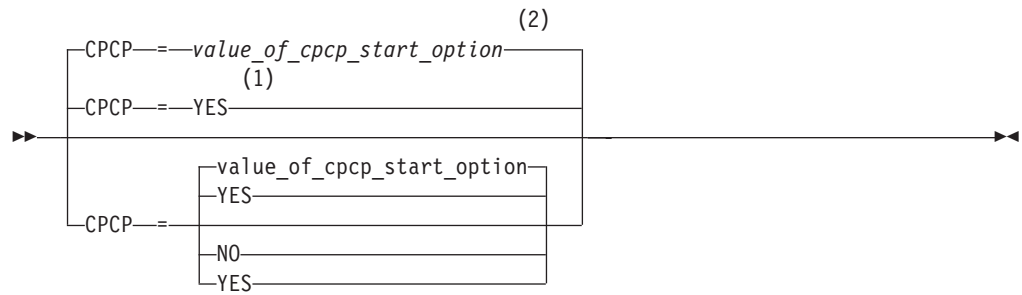 (2)
CPCP = value_of_cpcp_start_option
(1)
CPCP = YES
value_of_cpcp_start_option
YES
CPCP =
NO
YES